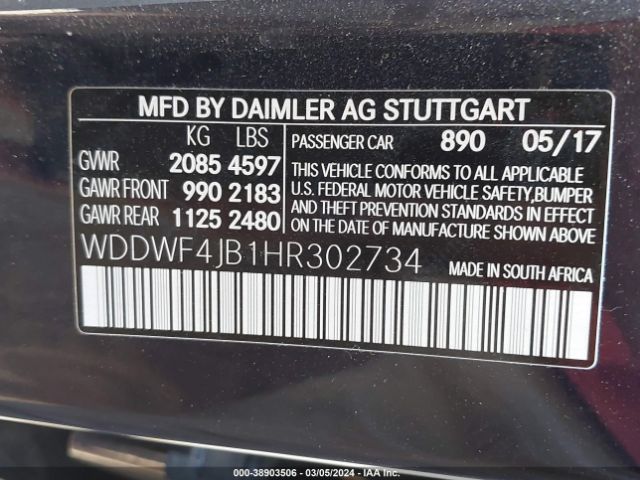 MFD BY DAIMLER AG STUTTGART
KG LBS
GVWR 2085 4597
GAWR FRONT 990 2183
GAWR REAR 1125 2480
PASSENGER CAR 890 05/17
THIS VEHICLE CONFORMS TO ALL APPLICABLE
U.S. FEDERAL MOTOR VEHICLE SAFETY,BUMPER
AND THEFT PREVENTION STANDARDS IN EFFECT
ON THE DATE OF MANUFACTURE SHOWN ABOVE.
WDDWF4JB1HR302734 MADE IN SOUTH AFRICA
000-38903506 - 03/05/2024 - IAA Inc.